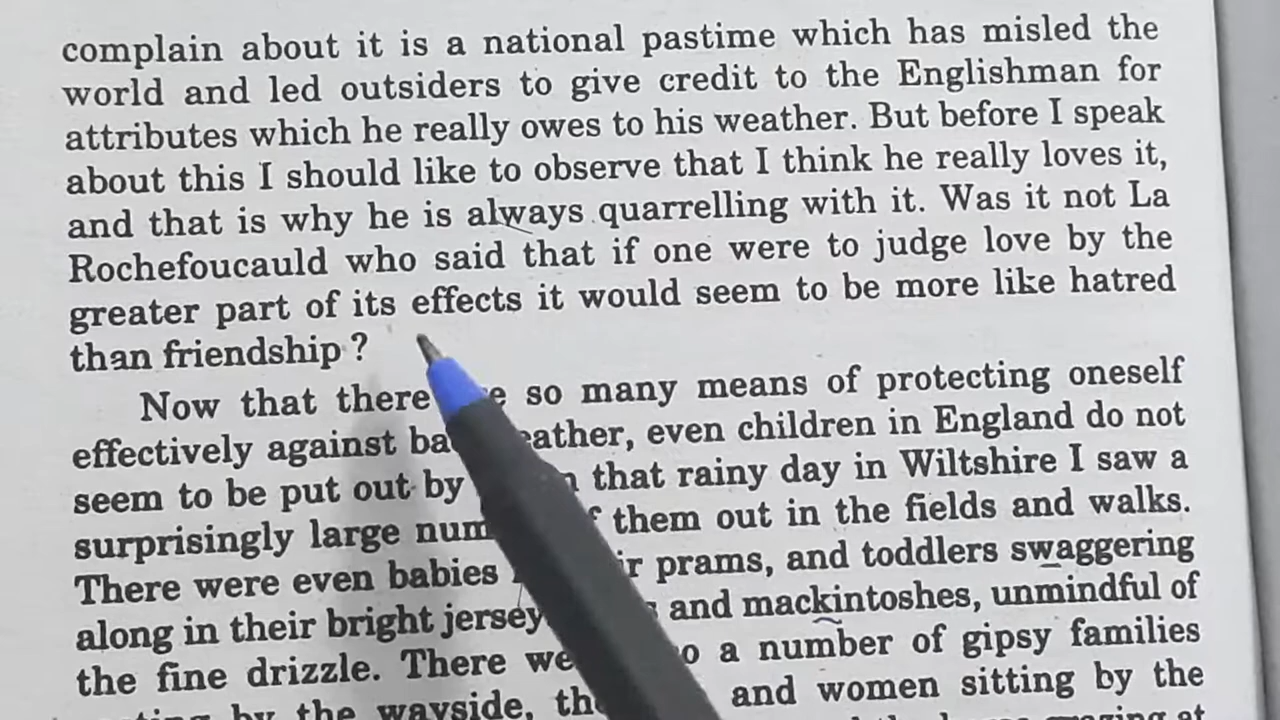 complain about it is a national pastime which has misled the
world and led outsiders to give credit to the Englishman for
attributes which he really owes to his weather. But before I speak
about this I should like to observe that I think he really loves it,
and that is why he is always quarrelling with it. Was it not La
Rochefoucauld who said that if one were to judge love by the
greater part of its effects it would seem to be more like hatred
than friendship ?
Now that there so many means of protecting oneself
effectively against weather, even children in England do not
seem to be put out by that rainy day in Wiltshire I saw a
surprisingly large them out in the fields and walks.
There were even babies prams, and toddlers swaggering
along in their bright and mackintoshes, unmindful of
the fine drizzle. There a number of gipsy families
by the wayside, and women sitting by the